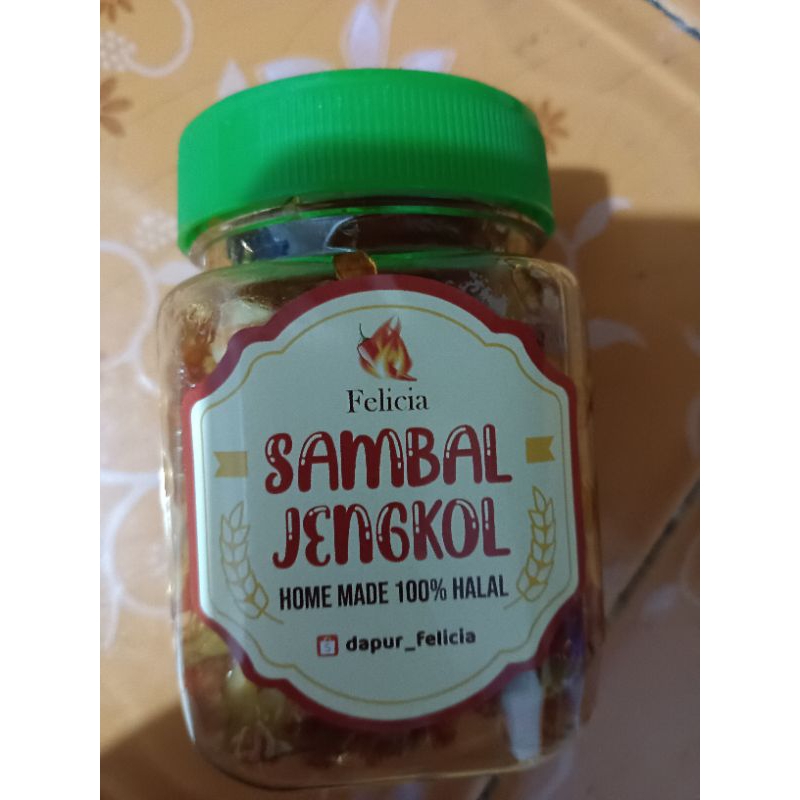 Felicia
SAMBAL
JENGKOL
HOME MADE 100% HALAL
dapur_felicia